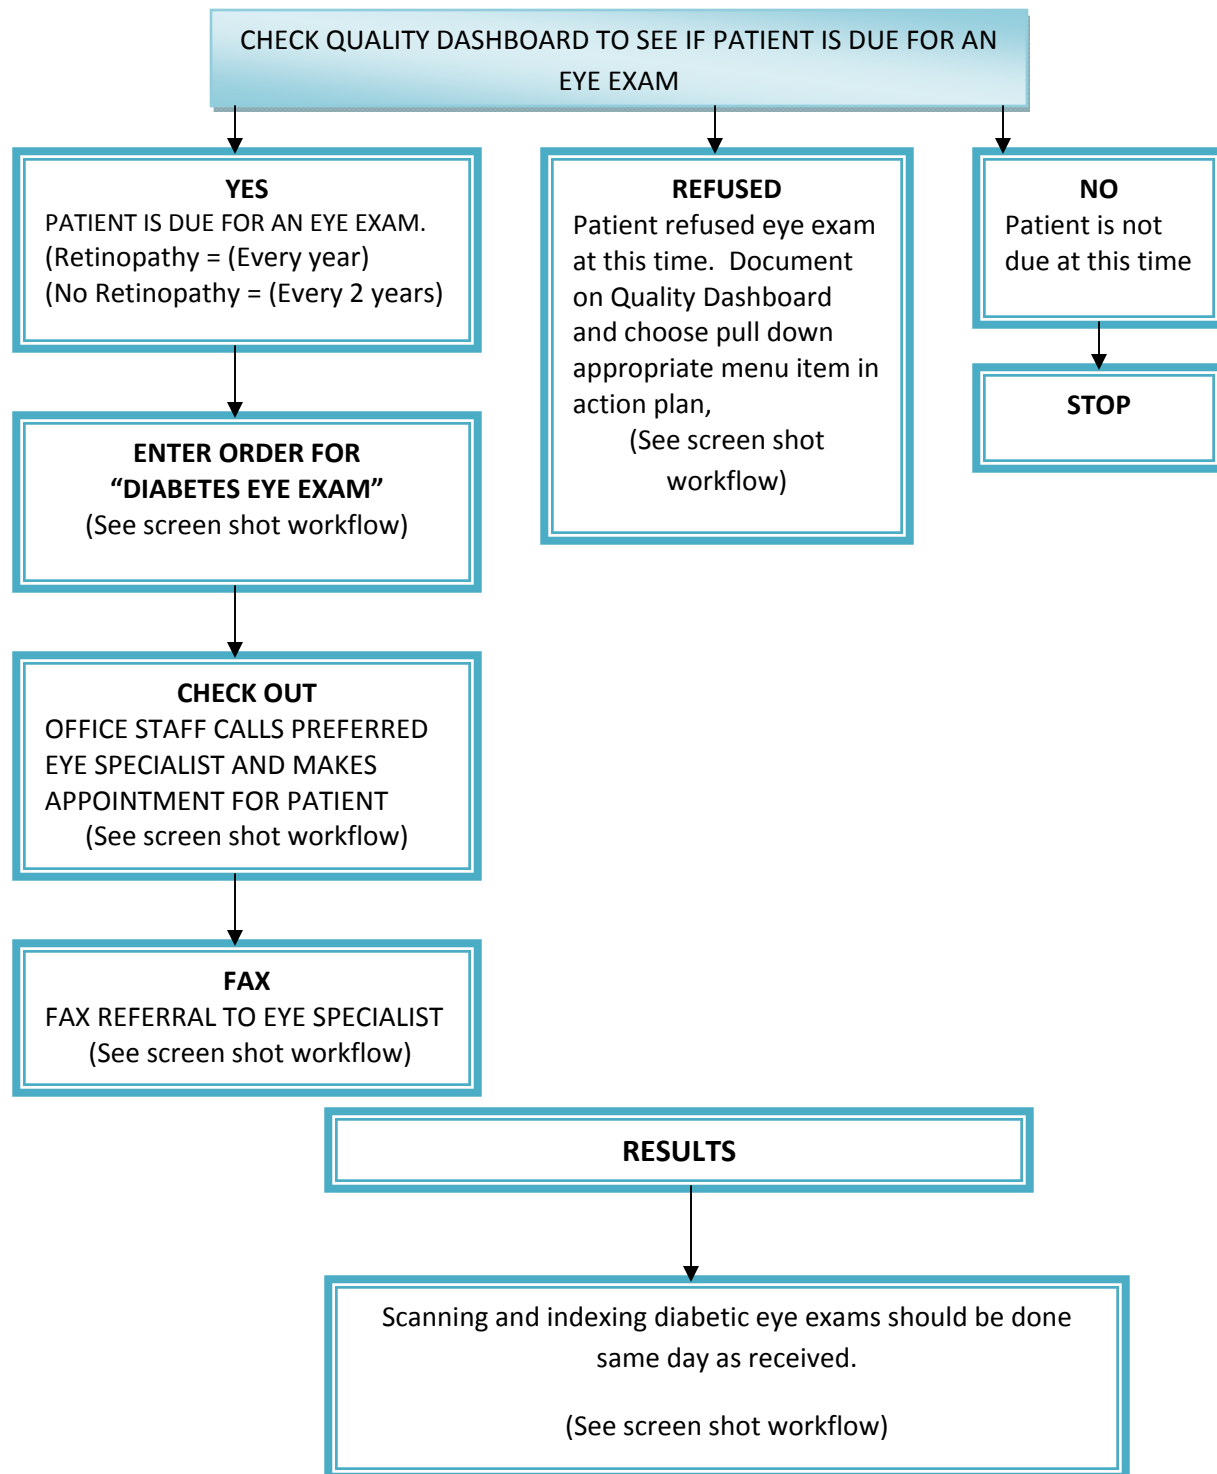 CHECK QUALITY DASHBOARD TO SEE IF PATIENT IS DUE FOR AN
EYE EXAM
YES
PATIENT IS DUE FOR AN EYE EXAM.
(Retinopathy = (Every year)
(No Retinopathy = (Every 2 years)
REFUSED
Patient refused eye exam
at this time.  Document
on Quality Dashboard
and choose pull down
appropriate menu item in
action plan,
(See screen shot
workflow)
NO
Patient is not
due at this time
STOP
ENTER ORDER FOR
“DIABETES EYE EXAM”
(See screen shot workflow)
CHECK OUT
OFFICE STAFF CALLS PREFERRED
EYE SPECIALIST AND MAKES
APPOINTMENT FOR PATIENT
(See screen shot workflow)
FAX
FAX REFERRAL TO EYE SPECIALIST
(See screen shot workflow)
RESULTS
Scanning and indexing diabetic eye exams should be done
same day as received.
(See screen shot workflow)